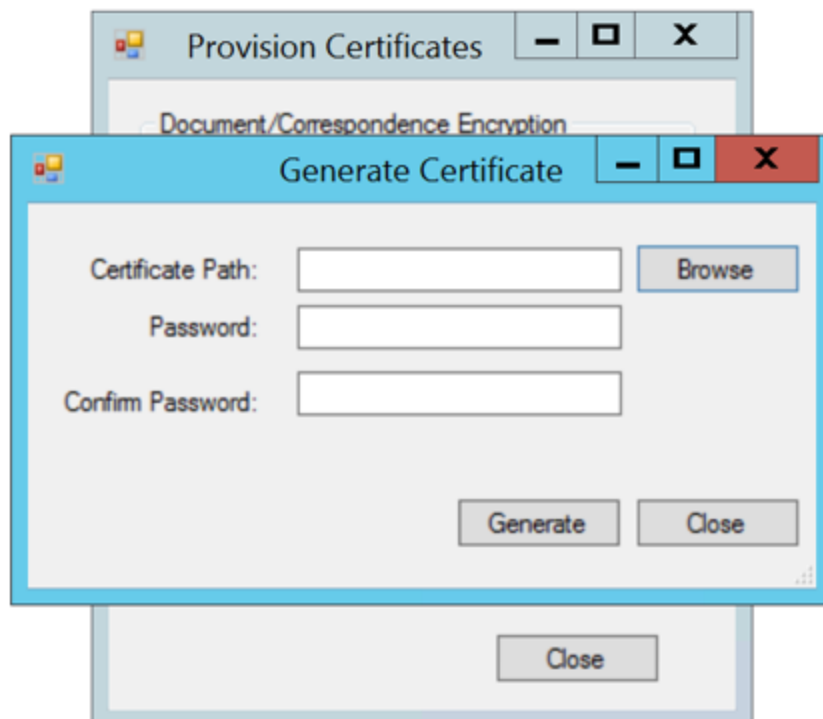 Provision Certificates
Document/Correspondence Encryption
Generate Certificate
Certificate Path:
Browse
Password:
Confirm Password:
Generate
Close
Close